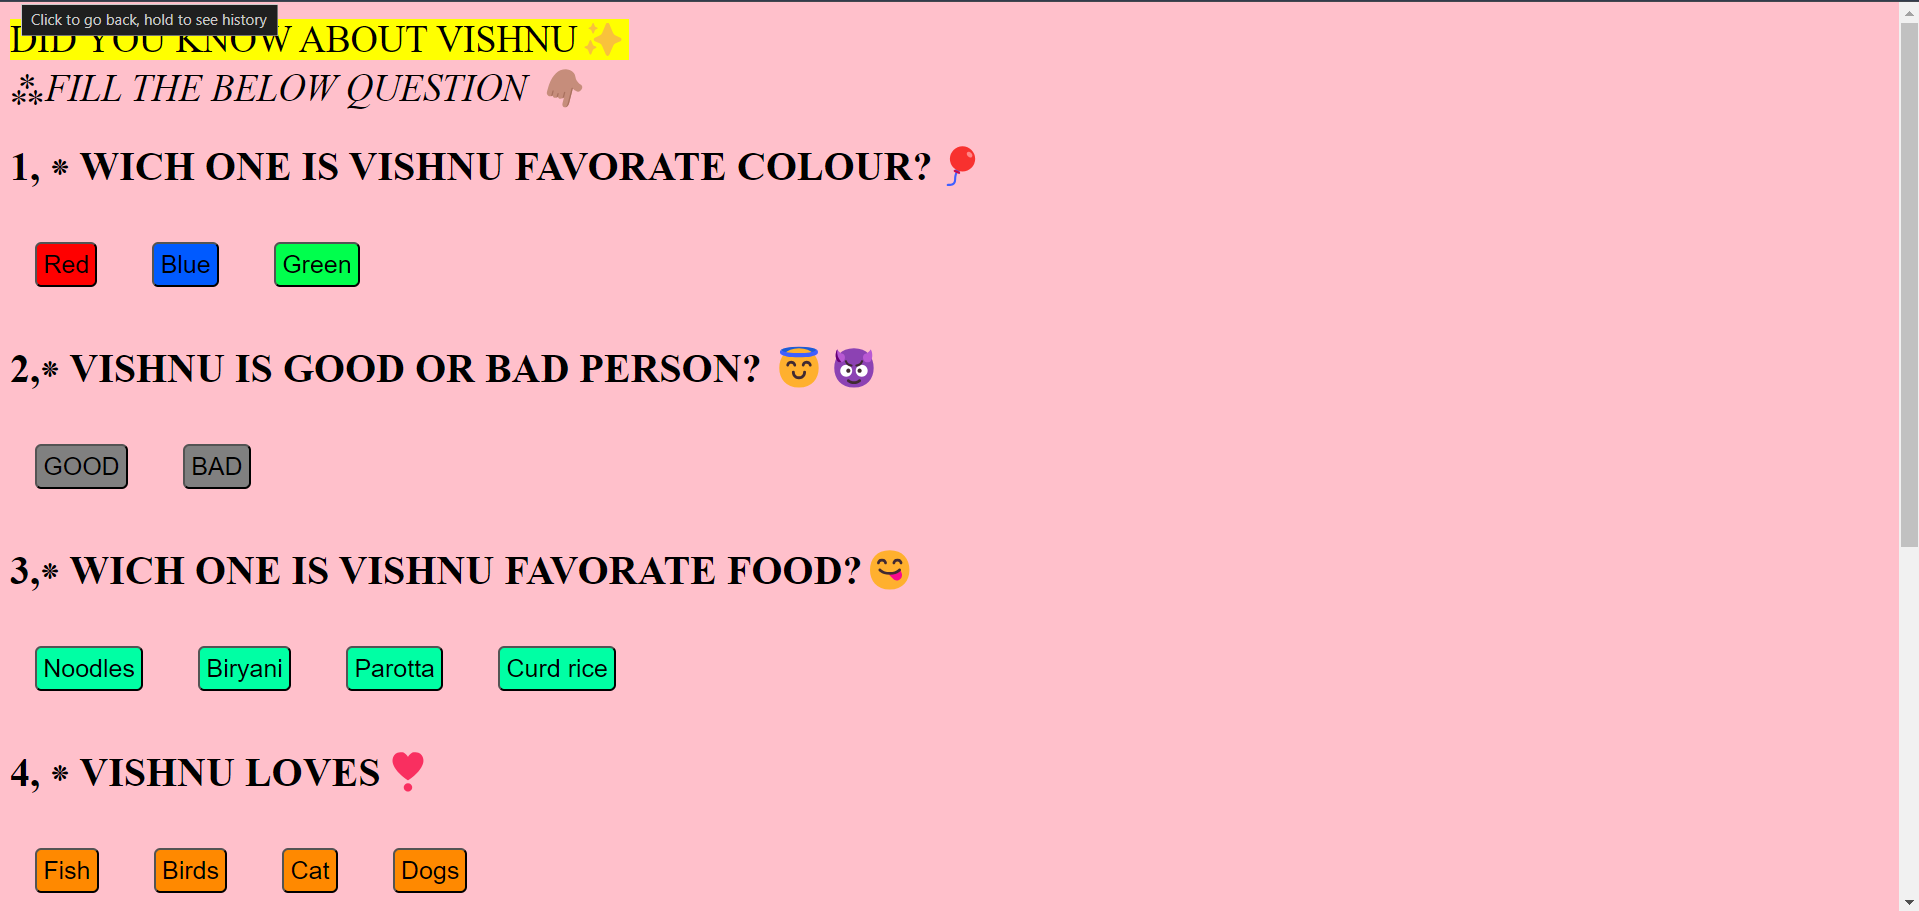 Click to go back, hold to see history
DID YOU KNOW ABOUT VISHNU✨
⁂FILL THE BELOW QUESTION 👇🏽
1, ⁕ WICH ONE IS VISHNU FAVORATE COLOUR? 🎈
Red Blue Green
2,⁕ VISHNU IS GOOD OR BAD PERSON? 😇 😈
GOOD BAD
3,⁕ WICH ONE IS VISHNU FAVORATE FOOD?😋
Noodles Biryani Parotta Curd rice
4, ⁕ VISHNU LOVES❣️
Fish Birds Cat Dogs